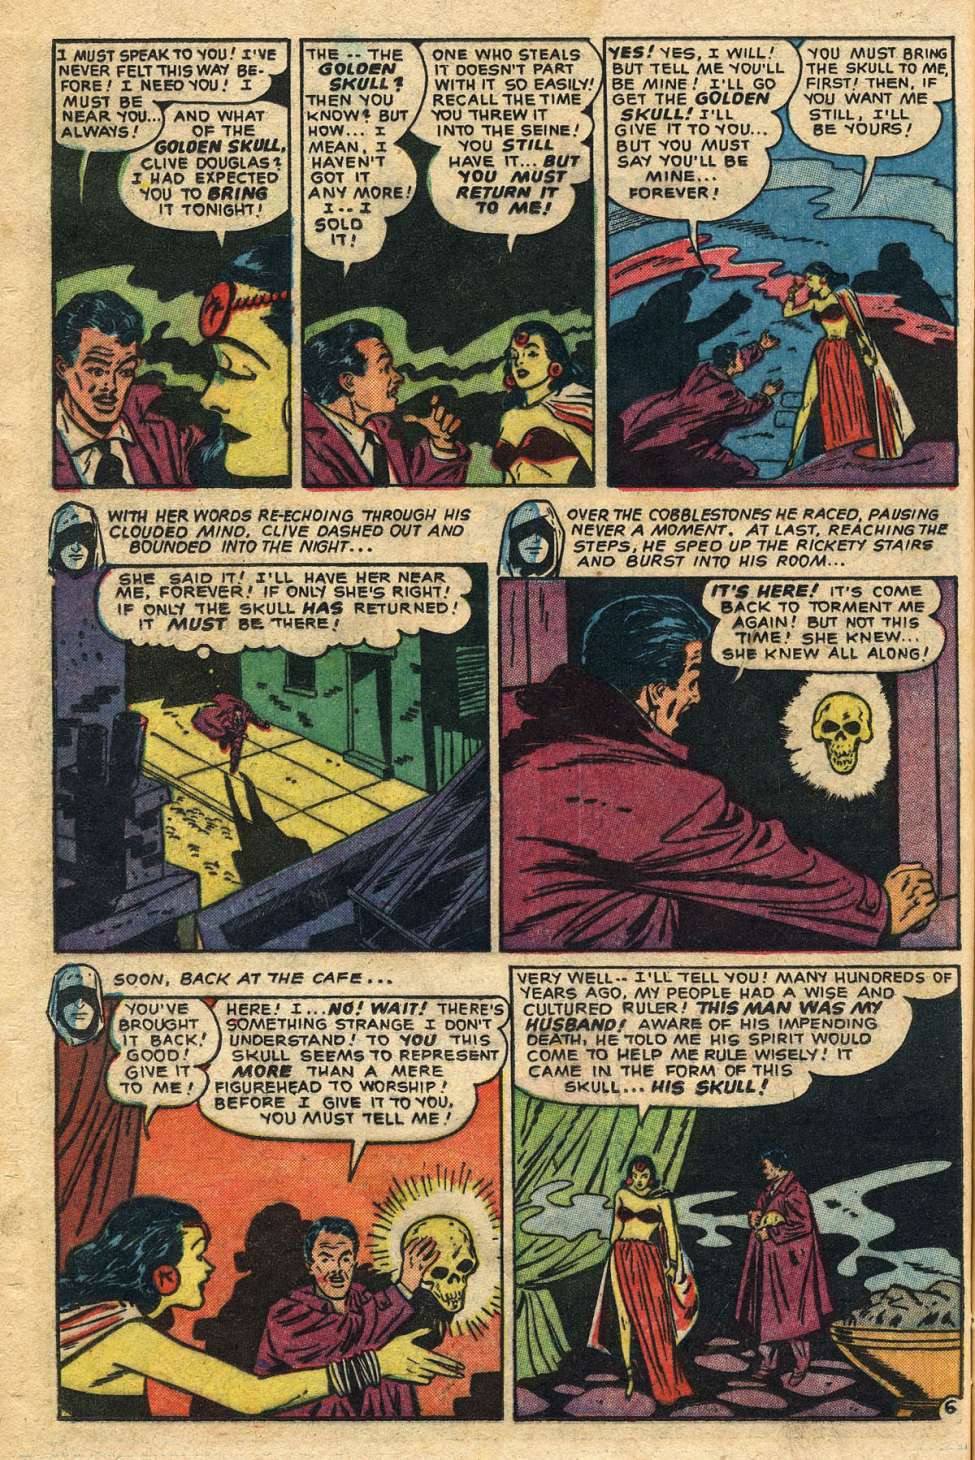 I MUST SPEAK TO YOU! I'VE
NEVER FELT THIS WAY BE-
FORE! I NEED YOU! I
MUST BE
NEAR YOU...
ALWAYS!
AND WHAT
OF THE
GOLDEN SKULL,
CLIVE DOUGLAS?
I HAD EXPECTED
YOU TO BRING
IT TONIGHT!
THE -- THE
GOLDEN
SKULL?
THEN YOU
KNOW? BUT
HOW... I
MEAN, I
HAVEN'T
GOT IT
ANY MORE!
I -- I
SOLD
IT!
ONE WHO STEALS
IT DOESN'T PART
WITH IT SO EASILY!
RECALL THE TIME
YOU THREW IT
INTO THE SEINE!
YOU STILL
HAVE IT... BUT
YOU MUST
RETURN IT
TO ME!
YES! YES, I WILL!
BUT TELL ME YOU'LL
BE MINE! I'LL GO
GET THE GOLDEN
SKULL! I'LL
GIVE IT TO YOU...
BUT YOU MUST
SAY YOU'LL BE
MINE...
FOREVER!
YOU MUST BRING
THE SKULL TO ME,
FIRST! THEN, IF
YOU WANT ME
STILL, I'LL
BE YOURS!
WITH HER WORDS RE-ECHOING THROUGH HIS
CLOUDED MIND, CLIVE DASHED OUT AND
BOUNDED INTO THE NIGHT...
SHE SAID IT! I'LL HAVE HER NEAR
ME, FOREVER! IF ONLY SHE'S RIGHT!
IF ONLY THE SKULL HAS RETURNED!
IT MUST BE THERE!
OVER THE COBBLESTONES HE RACED, PAUSING
NEVER A MOMENT. AT LAST, REACHING THE
STEPS, HE SPED UP THE RICKETY STAIRS
AND BURST INTO HIS ROOM...
IT'S HERE! IT'S COME
BACK TO TORMENT ME
AGAIN! BUT NOT THIS
TIME! SHE KNEW...
SHE KNEW ALL ALONG!
SOON, BACK AT THE CAFE...
YOU'VE
BROUGHT
IT BACK!
GOOD!
GIVE IT
TO ME!
HERE! I...NO! WAIT! THERE'S
SOMETHING STRANGE I DON'T
UNDERSTAND! TO YOU THIS
SKULL SEEMS TO REPRESENT
MORE THAN A MERE
FIGUREHEAD TO WORSHIP!
BEFORE I GIVE IT TO YOU,
YOU MUST TELL ME!
VERY WELL-- I'LL TELL YOU! MANY HUNDREDS OF
YEARS AGO, MY PEOPLE HAD A WISE AND
CULTURED RULER! THIS MAN WAS MY
HUSBAND! AWARE OF HIS IMPENDING
DEATH, HE TOLD ME HIS SPIRIT WOULD
COME TO HELP ME RULE WISELY! IT
CAME IN THE FORM OF THIS
SKULL... HIS SKULL!
6